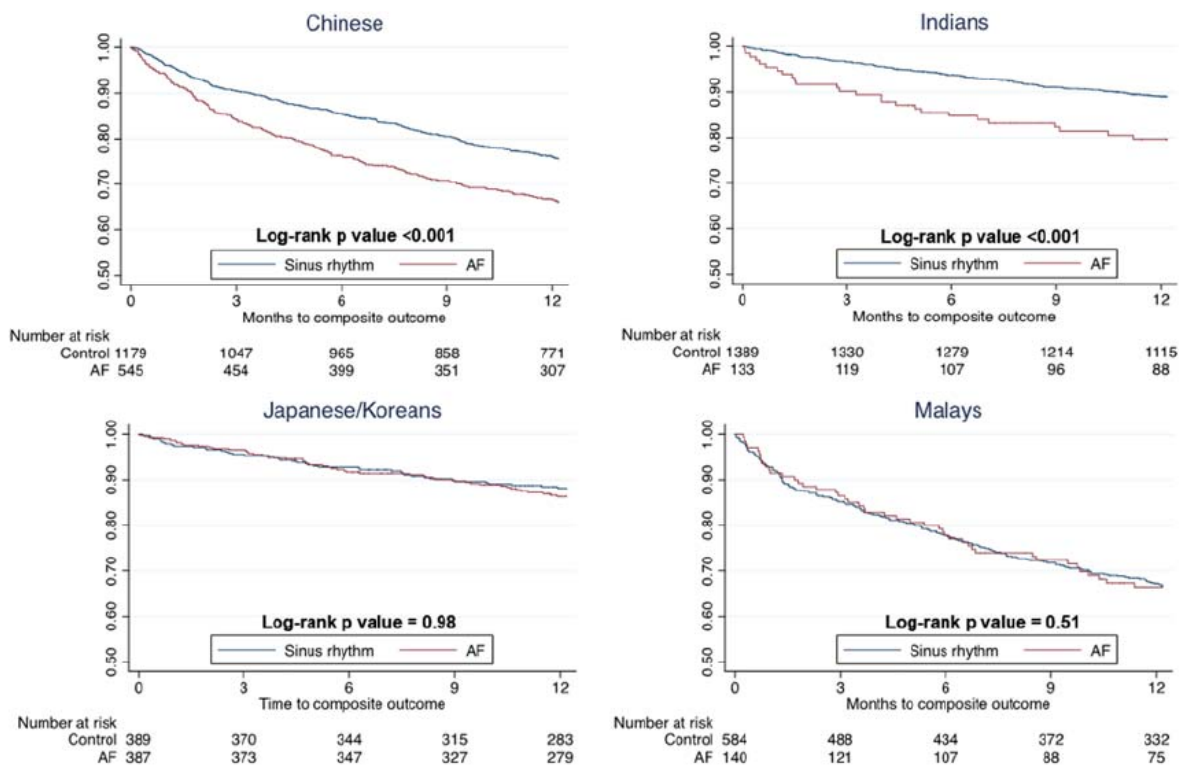 Chinese
1.00
0.90
0.80
0.70
0.60
0.50
Log-rank p value <0.001
Sinus rhythm AF
0 3 6 9 12
Months to composite outcome
Number at risk
Control 1179 1047 965 858 771
AF 545 454 399 351 307
Indians
1.00
0.90
0.80
0.70
0.60
0.50
Log-rank p value <0.001
Sinus rhythm AF
0 3 6 9 12
Months to composite outcome
Number at risk
Control 1389 1330 1279 1214 1115
AF 133 119 107 96 88
Japanese/Koreans
1.00
0.90
0.80
0.70
0.60
0.50
Log-rank p value = 0.98
Sinus rhythm AF
0 3 6 9 12
Time to composite outcome
Number at risk
Control 389 370 344 315 283
AF 387 373 347 327 279
Malays
1.00
0.90
0.80
0.70
0.60
0.50
Log-rank p value = 0.51
Sinus rhythm AF
0 3 6 9 12
Months to composite outcome
Number at risk
Control 584 488 434 372 332
AF 140 121 107 88 75